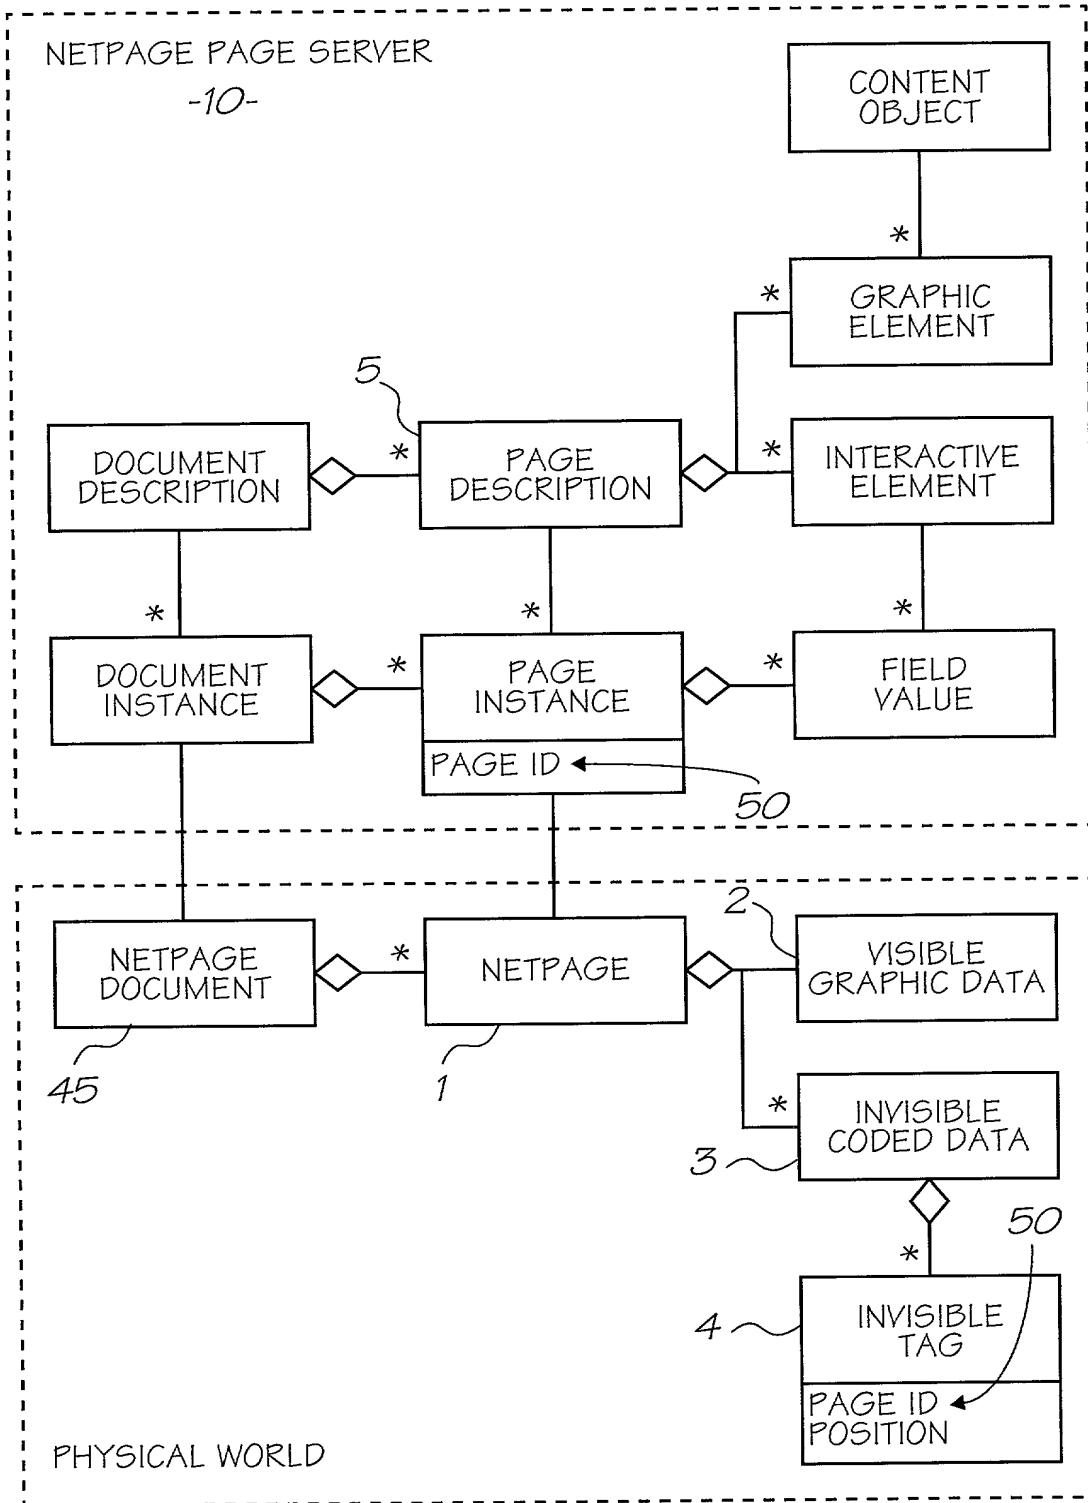 NETPAGE PAGE SERVER
-10-
CONTENT
OBJECT
*
*
GRAPHIC
ELEMENT
5
DOCUMENT
DESCRIPTION
*
PAGE
DESCRIPTION
*
INTERACTIVE
ELEMENT
*
*
*
DOCUMENT
INSTANCE
*
PAGE
INSTANCE
*
FIELD
VALUE
PAGE ID
50
NETPAGE
DOCUMENT
*
NETPAGE
2
VISIBLE
GRAPHIC DATA
45
1
*
INVISIBLE
CODED DATA
3
50
*
4
INVISIBLE
TAG
PAGE ID
POSITION
PHYSICAL WORLD